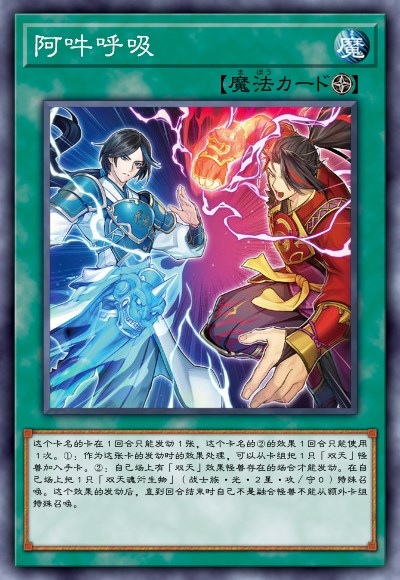 阿吽呼吸
魔
【魔法カード】
まほう
这个卡名的卡在1回合只能发动1张，这个卡名的②的效果1回合只能使用
1次。①：作为这张卡的发动时的效果处理，可以从卡组把1只「双天」怪
兽加入手卡。②：自己场上有「双天」效果怪兽存在的场合才能发动。在自
己场上把1只「双天魂衍生物」（战士族·光·2星·攻／守0）特殊召
唤。这个效果的发动后，直到回合结束时自己不是融合怪兽不能从额外卡组
特殊召唤。